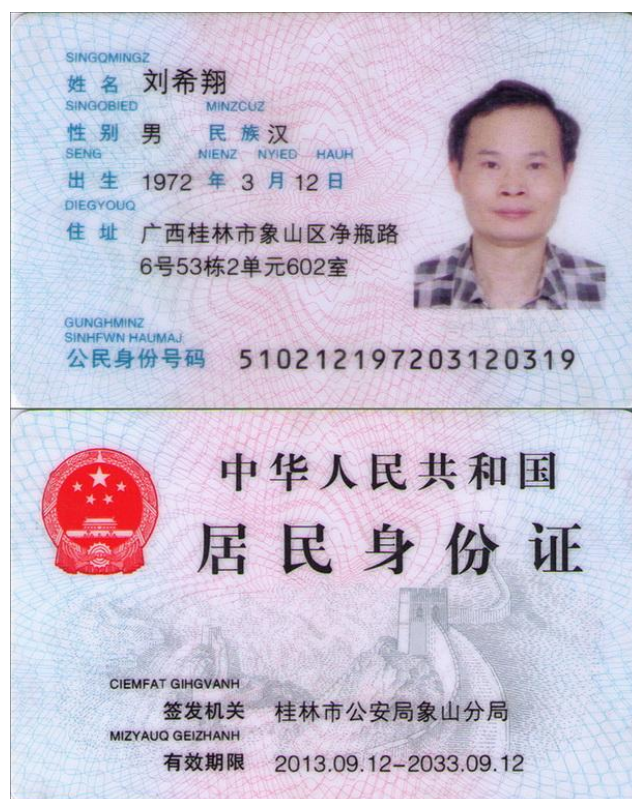 SINGQMINGZ
姓 名 刘希翔
SINGQBIED MINZCUZ
性 别 男 民 族 汉
SENG NIENZ NYIED HAUH
出 生 1972 年 3 月 12 日
DIEGYOUQ
住 址 广西桂林市象山区净瓶路
6号53栋2单元602室
GUNGHMINZ
SINHFWN HAUMAJ
公民身份号码 510212197203120319
中华人民共和国
居民身份证
CIEMFAT GIHGVANH
签发机关 桂林市公安局象山分局
MIZYAUQ GEIZHANH
有效期限 2013.09.12-2033.09.12